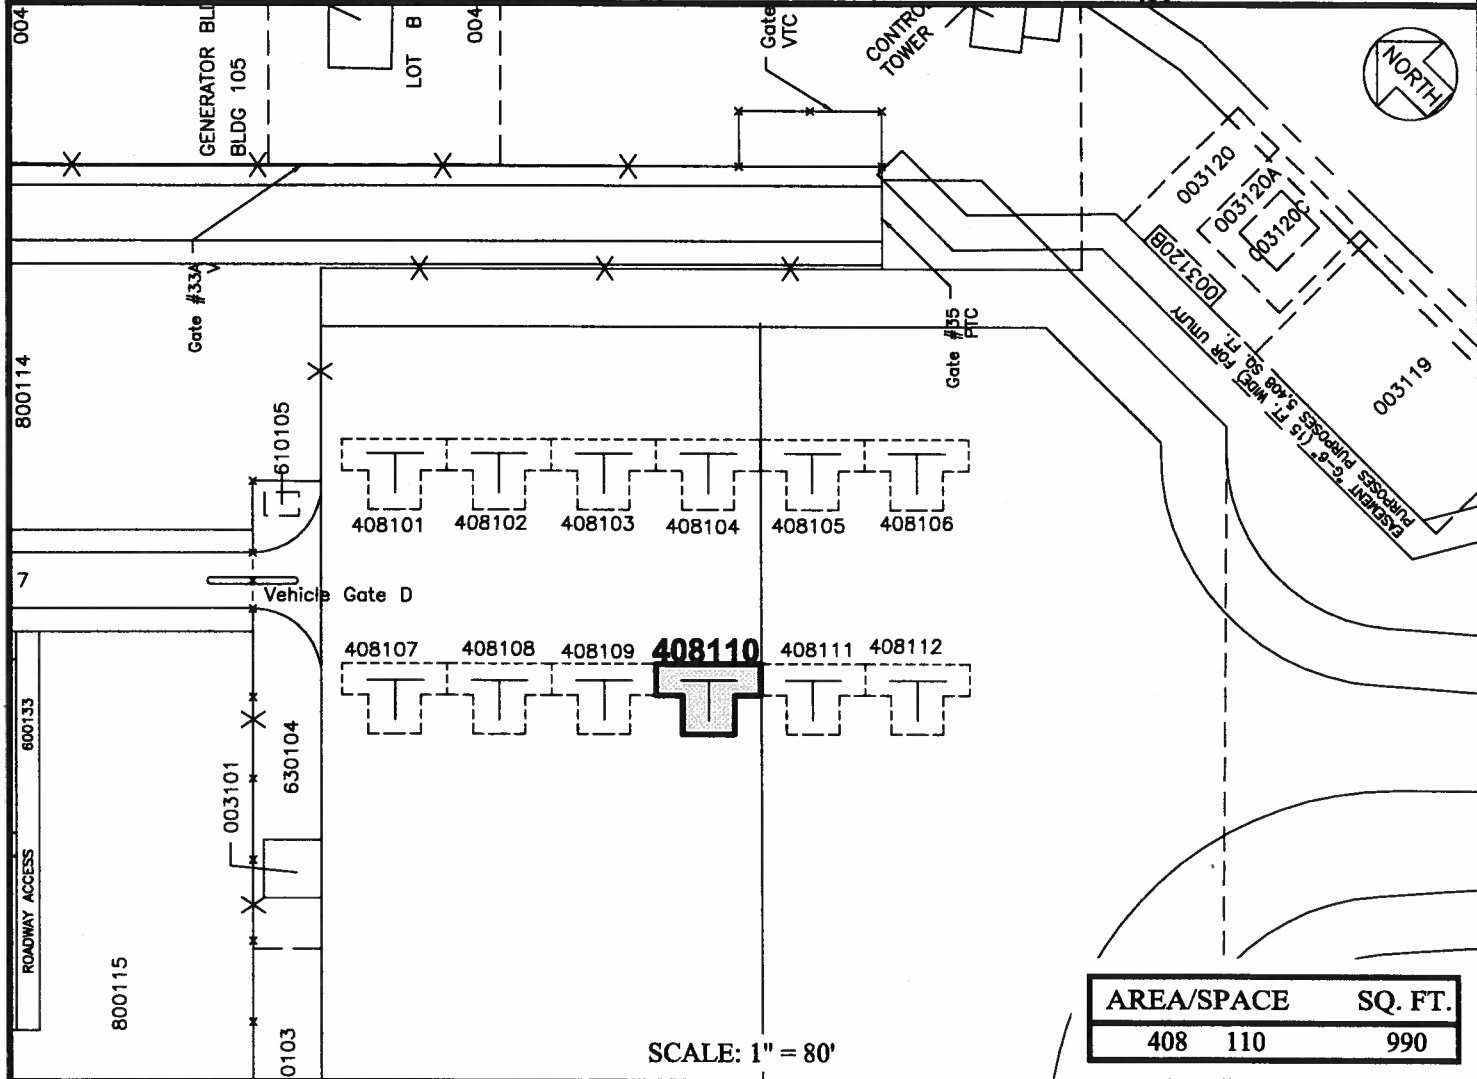 004
GENERATOR BL
BLDG 105
LOT B
004
Gate
VTC
CONTRO
TOWER
NORTH
003120
003120A
003120C
003120B
003119
EASEMENT "G-6" (15 FT. WIDE) FOR UTILITY
PURPOSES PURPOSES 5,408 SQ. FT.
Gate #33A
V
Gate #35
PTC
800114
610105
408101
408102
408103
408104
408105
408106
7
Vehicle Gate D
408107
408108
408109
408110
408111
408112
600133
ROADWAY ACCESS
003101
630104
800115
0103
SCALE: 1" = 80'
AREA/SPACE SQ. FT.
408 110 990